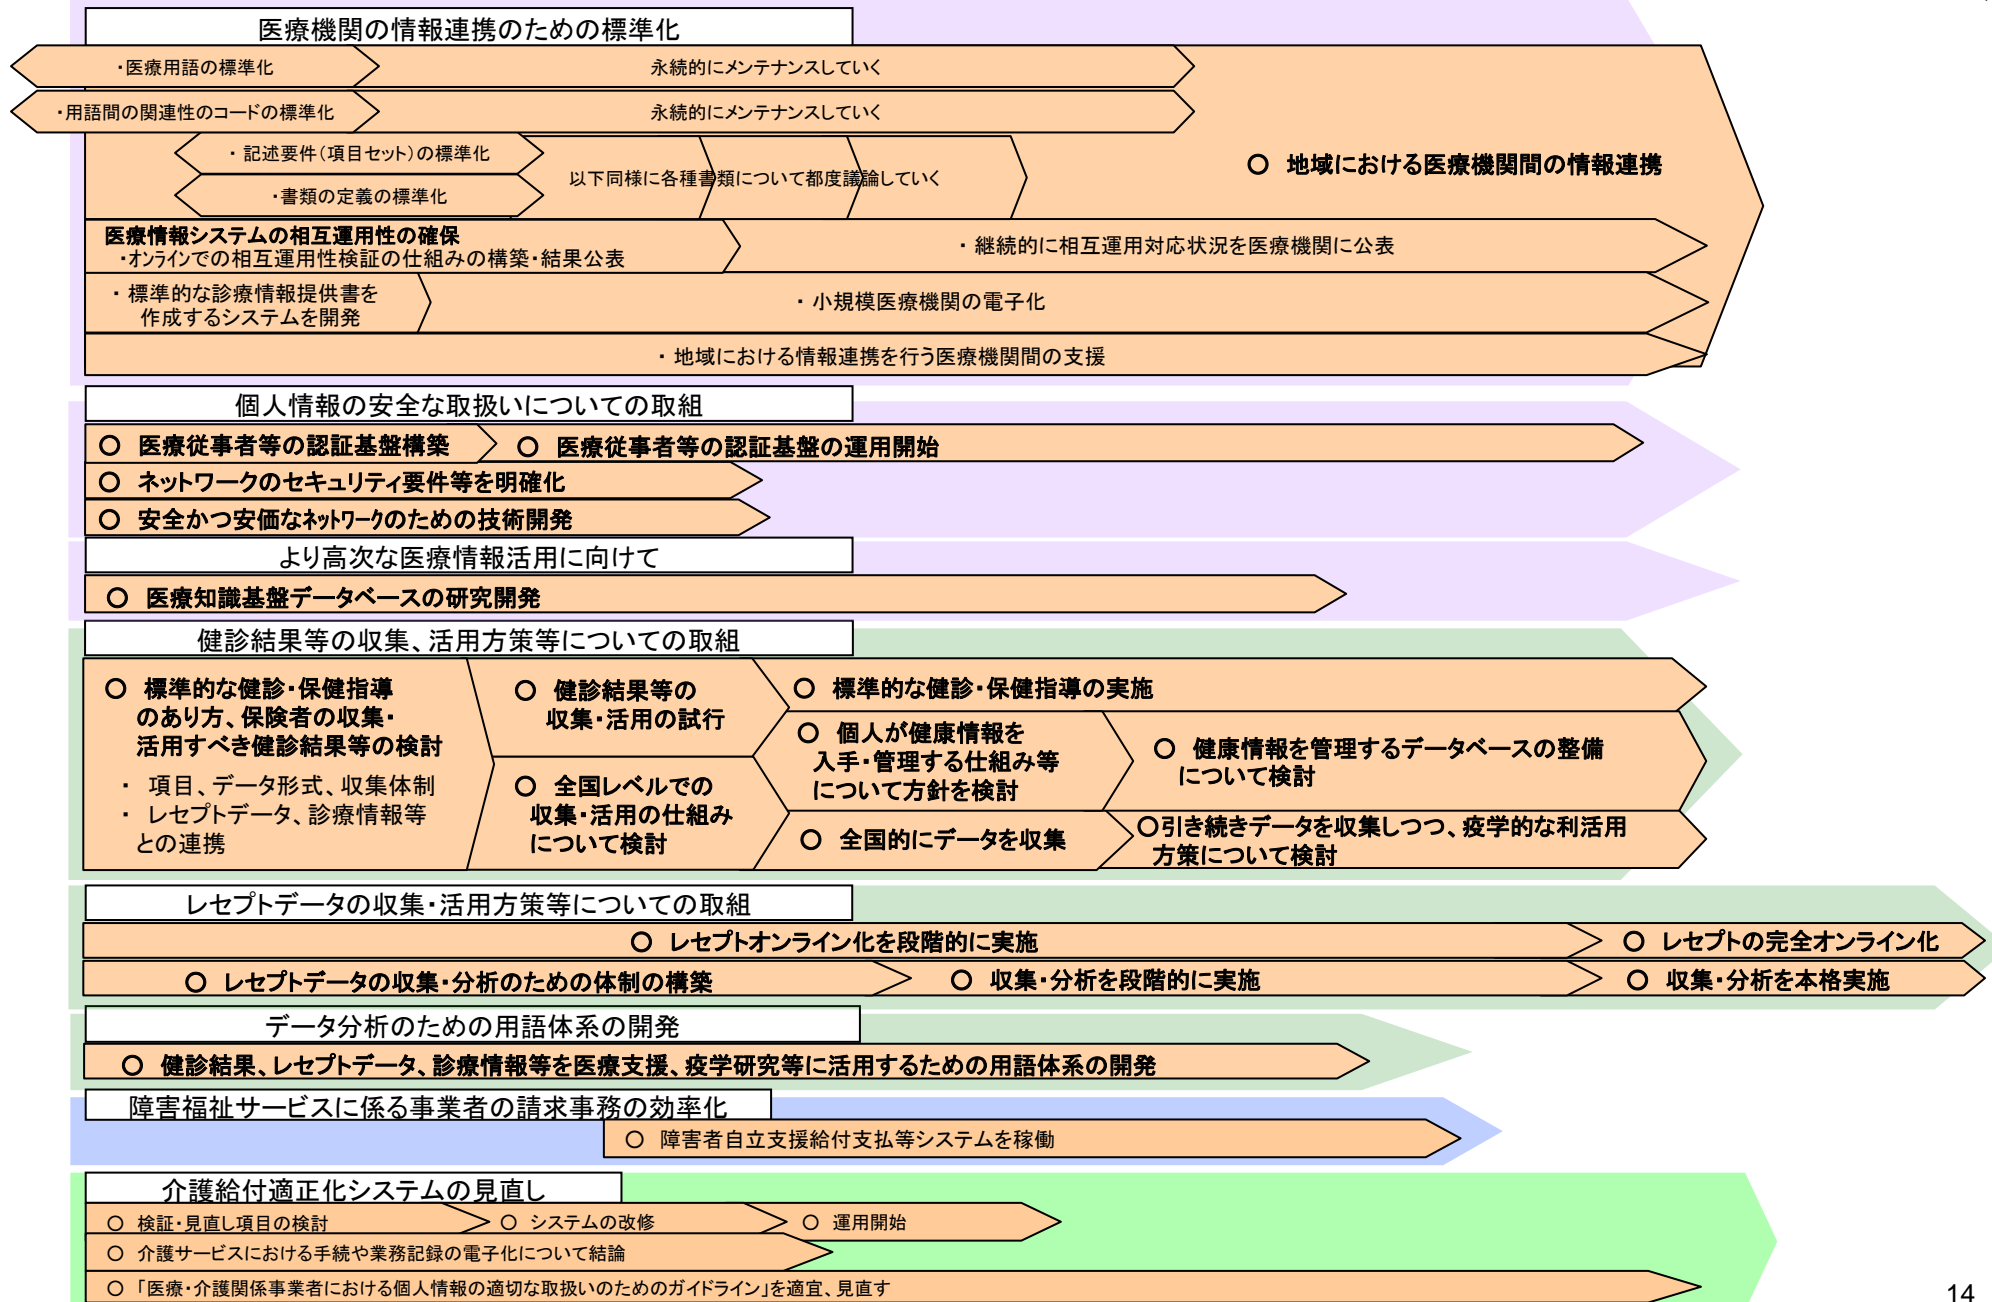 医療機関の情報連携のための標準化
・医療用語の標準化
永続的にメンテナンスしていく
・用語間の関連性のコードの標準化
永続的にメンテナンスしていく
・記述要件(項目セット)の標準化
・書類の定義の標準化
以下同様に各種書類について都度議論していく
○ 地域における医療機関間の情報連携
医療情報システムの相互運用性の確保
・オンラインでの相互運用性検証の仕組みの構築・結果公表
・継続的に相互運用対応状況を医療機関に公表
・標準的な診療情報提供書を
作成するシステムを開発
・小規模医療機関の電子化
・地域における情報連携を行う医療機関間の支援
個人情報の安全な取扱いについての取組
○ 医療従事者等の認証基盤構築
○ 医療従事者等の認証基盤の運用開始
○ ネットワークのセキュリティ要件等を明確化
○ 安全かつ安価なネットワークのための技術開発
より高次な医療情報活用に向けて
○ 医療知識基盤データベースの研究開発
健診結果等の収集、活用方策等についての取組
○ 標準的な健診・保健指導
のあり方、保険者の収集・
活用すべき健診結果等の検討
・ 項目、データ形式、収集体制
・ レセプトデータ、診療情報等
との連携
○ 健診結果等の
収集・活用の試行
○ 全国レベルでの
収集・活用の仕組み
について検討
○ 標準的な健診・保健指導の実施
○ 個人が健康情報を
入手・管理する仕組み等
について方針を検討
○ 健康情報を管理するデータベースの整備
について検討
○ 全国的にデータを収集
○引き続きデータを収集しつつ、疫学的な利活用
方策について検討
レセプトデータの収集・活用方策等についての取組
○ レセプトオンライン化を段階的に実施
○ レセプトの完全オンライン化
○ レセプトデータの収集・分析のための体制の構築
○ 収集・分析を段階的に実施
○ 収集・分析を本格実施
データ分析のための用語体系の開発
○ 健診結果、レセプトデータ、診療情報等を医療支援、疫学研究等に活用するための用語体系の開発
障害福祉サービスに係る事業者の請求事務の効率化
○ 障害者自立支援給付支払等システムを稼働
介護給付適正化システムの見直し
○ 検証・見直し項目の検討
○ システムの改修
○ 運用開始
○ 介護サービスにおける手続や業務記録の電子化について結論
○ 「医療・介護関係事業者における個人情報の適切な取扱いのためのガイドライン」を適宜、見直す
14